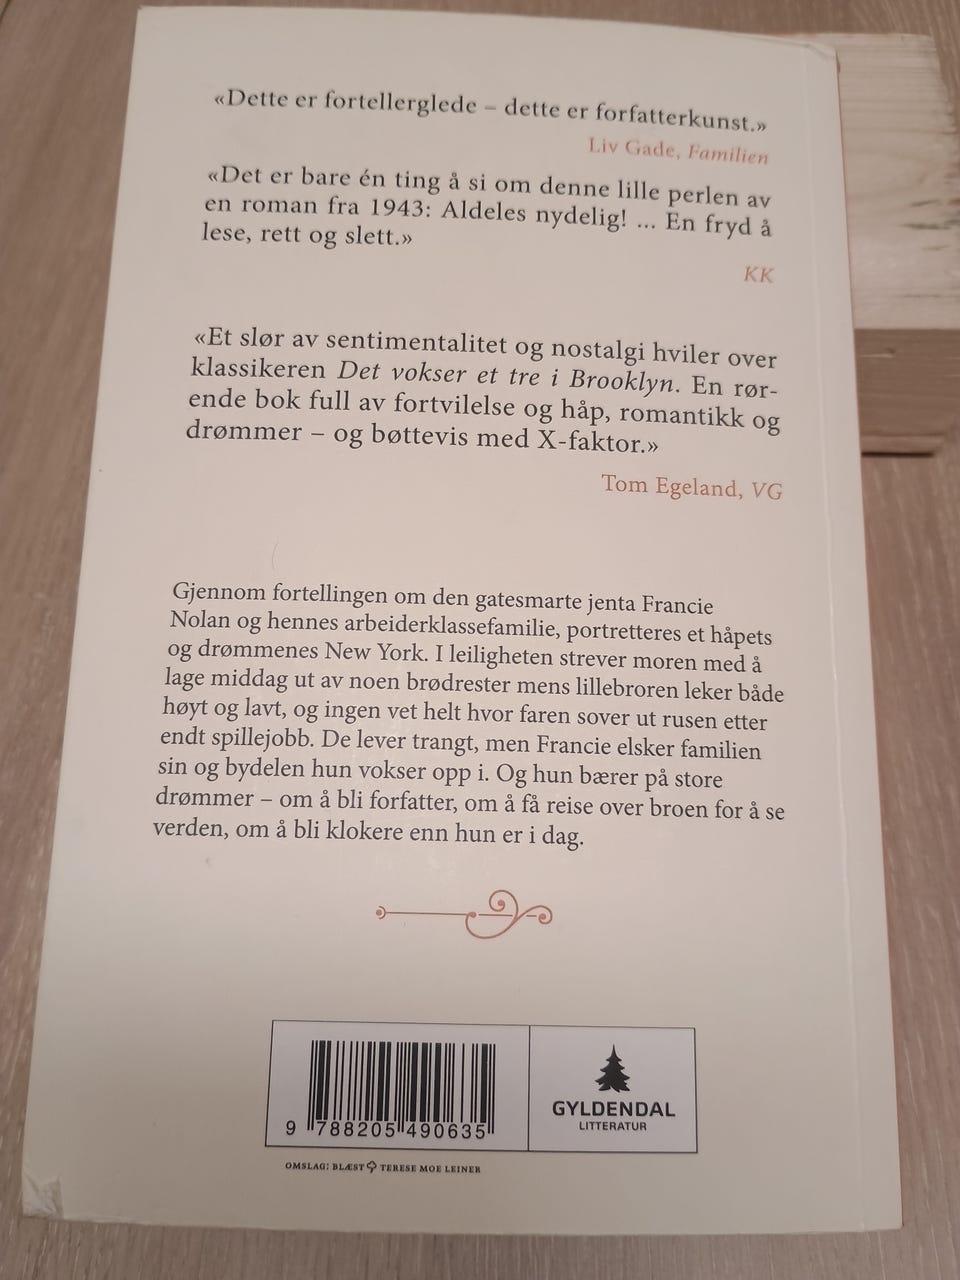 «Dette er fortellerglede – dette er forfatterkunst.»
Liv Gade, Familien
«Det er bare én ting å si om denne lille perlen av
en roman fra 1943: Aldeles nydelig! ... En fryd å
lese, rett og slett.»
KK
«Et slør av sentimentalitet og nostalgi hviler over
klassikeren Det vokser et tre i Brooklyn. En rør-
ende bok full av fortvilelse og håp, romantikk og
drømmer – og bøttevis med X-faktor.»
Tom Egeland, VG
Gjennom fortellingen om den gatesmarte jenta Francie
Nolan og hennes arbeiderklassefamilie, portretteres et håpets
og drømmenes New York. I leiligheten strever moren med å
lage middag ut av noen brødrester mens lillebroren leker både
høyt og lavt, og ingen vet helt hvor faren sover ut rusen etter
endt spillejobb. De lever trangt, men Francie elsker familien
sin og bydelen hun vokser opp i. Og hun bærer på store
drømmer – om å bli forfatter, om å få reise over broen for å se
verden, om å bli klokere enn hun er i dag.
9 788205 490635
GYLDENDAL
LITTERATUR
OMSLAG: BLÆST TERESE MOE LEINER